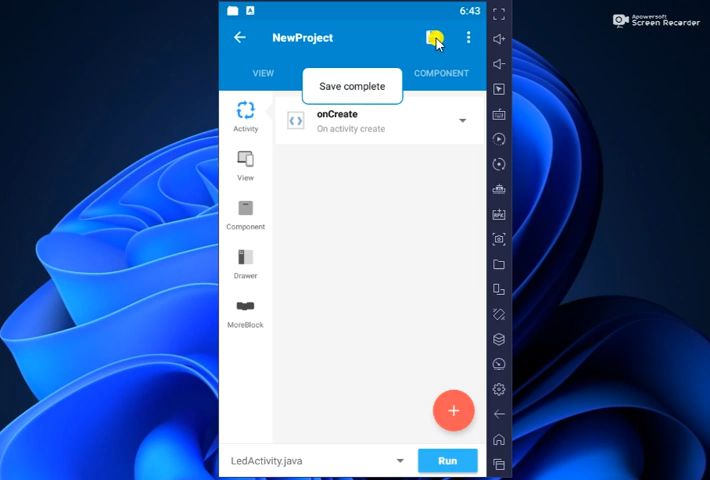 A
6:43
Apowersoft
Screen Recorder
NewProject
VIEW
COMPONENT
Save complete
Activity
onCreate
On activity create
View
Component
Drawer
MoreBlock
+
LedActivity.java
Run